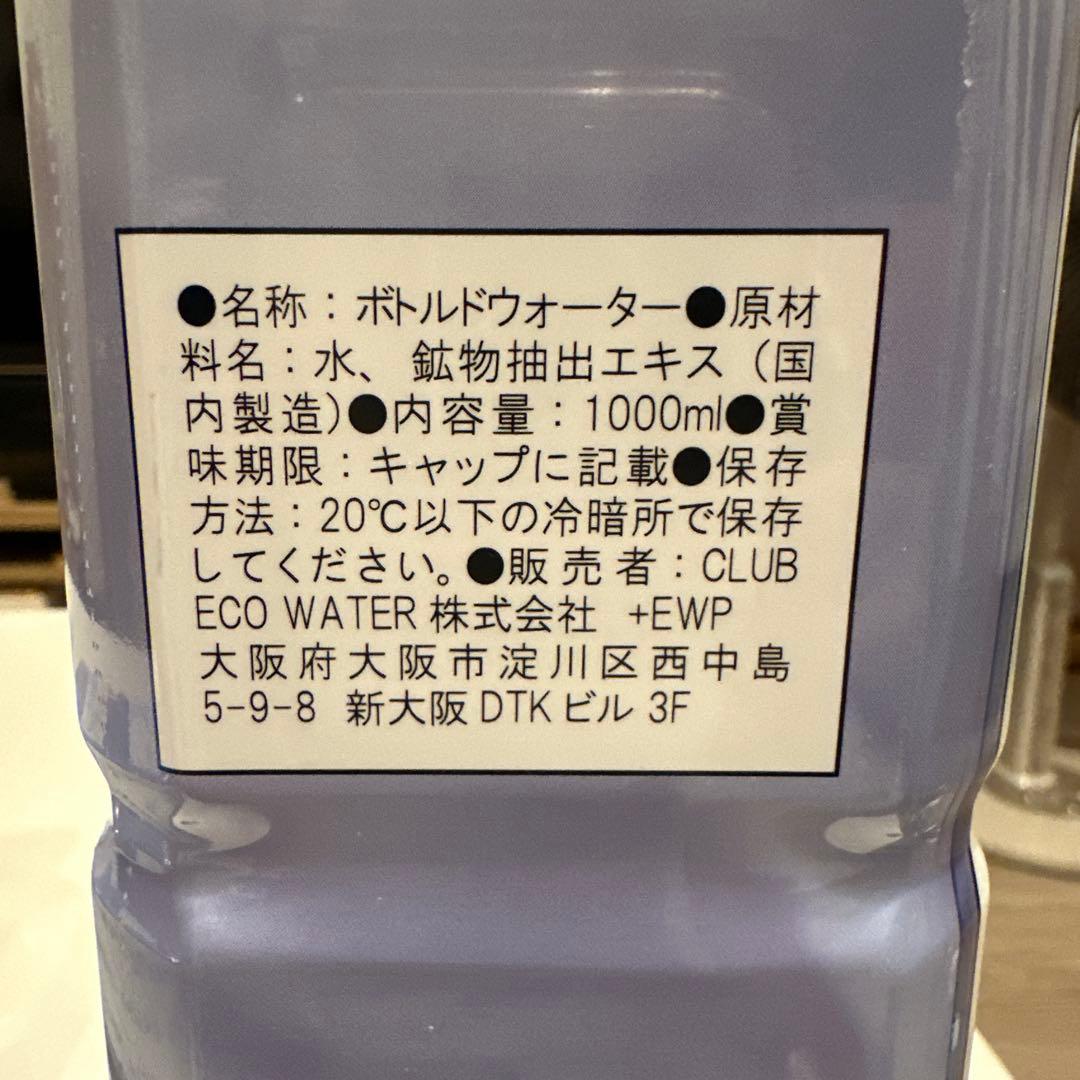 ●名称：ボトルドウォーター●原材
料名：水、鉱物抽出エキス（国
内製造）●内容量：1000ml●賞
味期限：キャップに記載●保存
方法：20℃以下の冷暗所で保存
してください。●販売者：CLUB
ECO WATER 株式会社 +EWP
大阪府大阪市淀川区西中島
5-9-8 新大阪DTKビル 3F